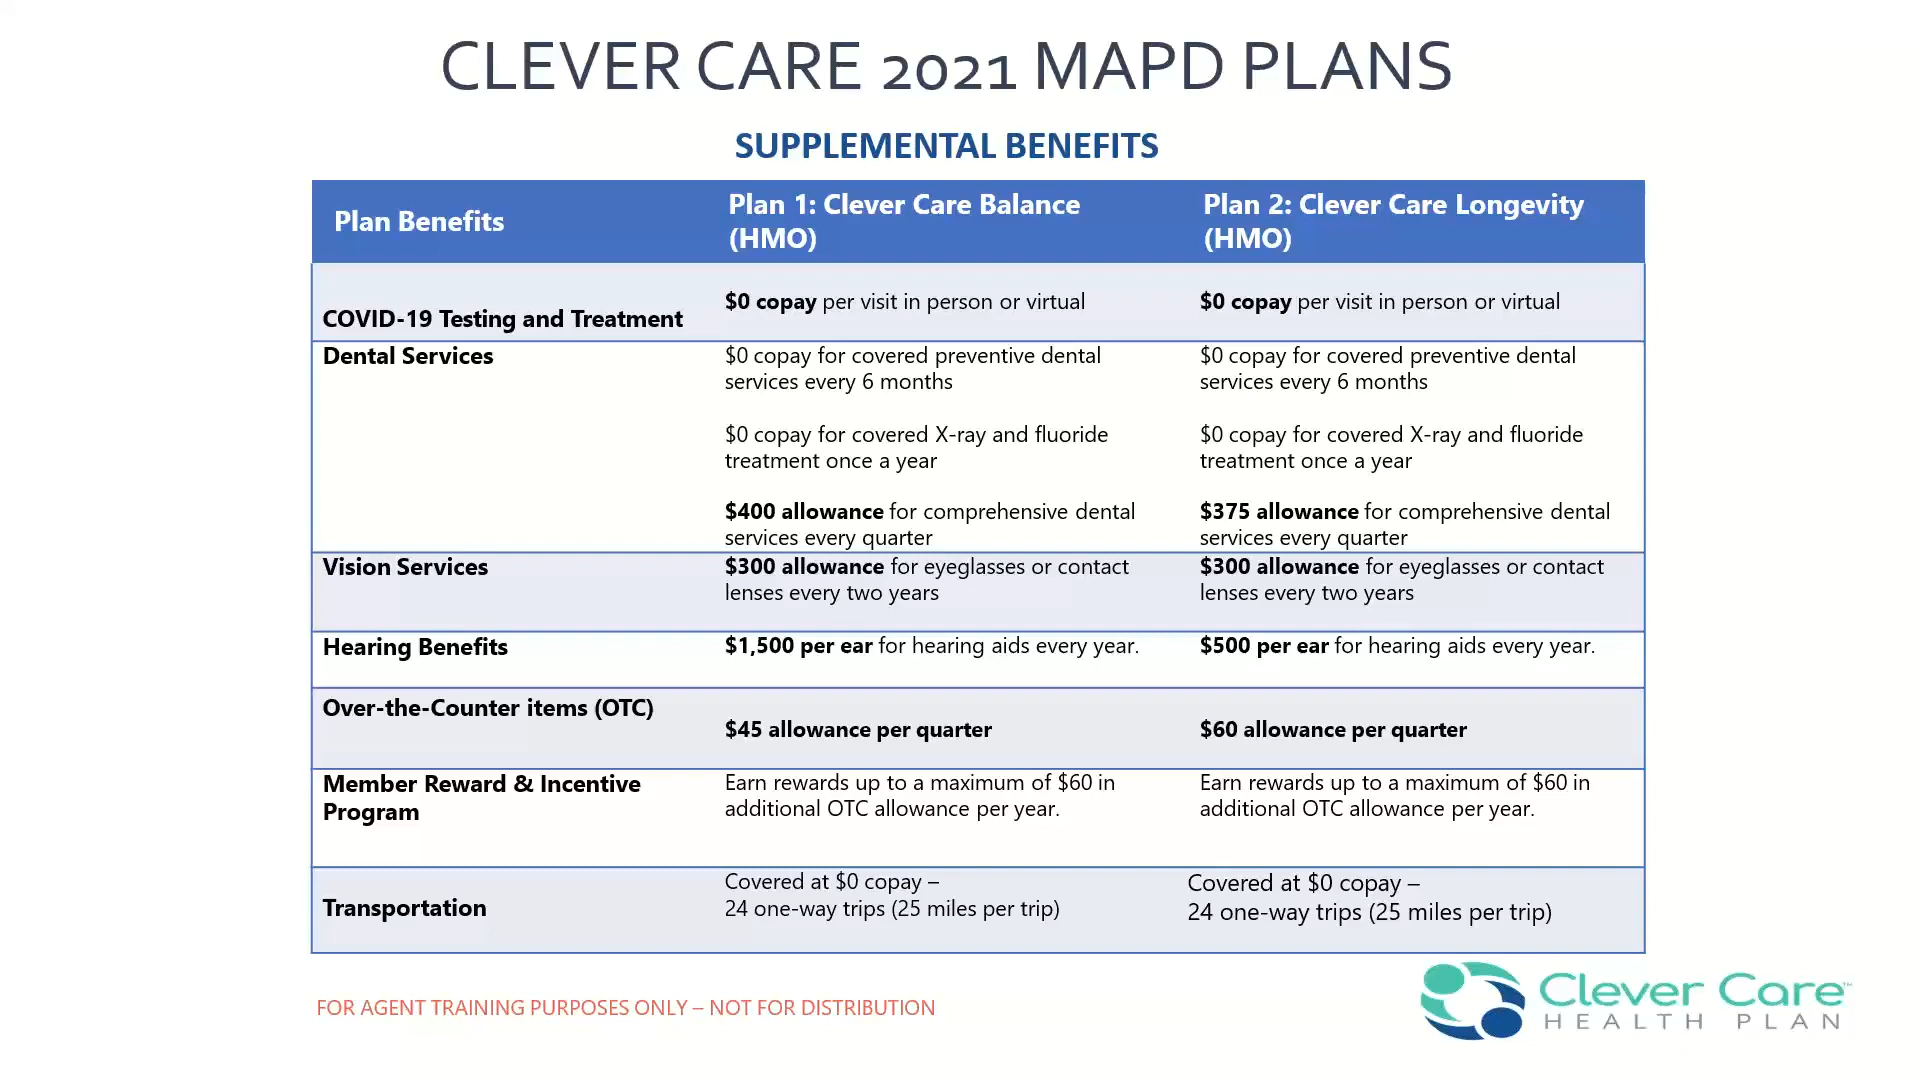 CLEVER CARE 2021 MAPD PLANS
SUPPLEMENTAL BENEFITS
Plan Benefits
Plan 1: Clever Care Balance
(HMO)
Plan 2: Clever Care Longevity
(HMO)
COVID-19 Testing and Treatment
$0 copay per visit in person or virtual
$0 copay per visit in person or virtual
Dental Services
$0 copay for covered preventive dental
services every 6 months
$0 copay for covered X-ray and fluoride
treatment once a year
$400 allowance for comprehensive dental
services every quarter
$0 copay for covered preventive dental
services every 6 months
$0 copay for covered X-ray and fluoride
treatment once a year
$375 allowance for comprehensive dental
services every quarter
Vision Services
$300 allowance for eyeglasses or contact
lenses every two years
$300 allowance for eyeglasses or contact
lenses every two years
Hearing Benefits
$1,500 per ear for hearing aids every year.
$500 per ear for hearing aids every year.
Over-the-Counter items (OTC)
$45 allowance per quarter
$60 allowance per quarter
Member Reward & Incentive
Program
Earn rewards up to a maximum of $60 in
additional OTC allowance per year.
Earn rewards up to a maximum of $60 in
additional OTC allowance per year.
Transportation
Covered at $0 copay –
24 one-way trips (25 miles per trip)
Covered at $0 copay –
24 one-way trips (25 miles per trip)
FOR AGENT TRAINING PURPOSES ONLY – NOT FOR DISTRIBUTION
Clever Care™
HEALTH PLAN